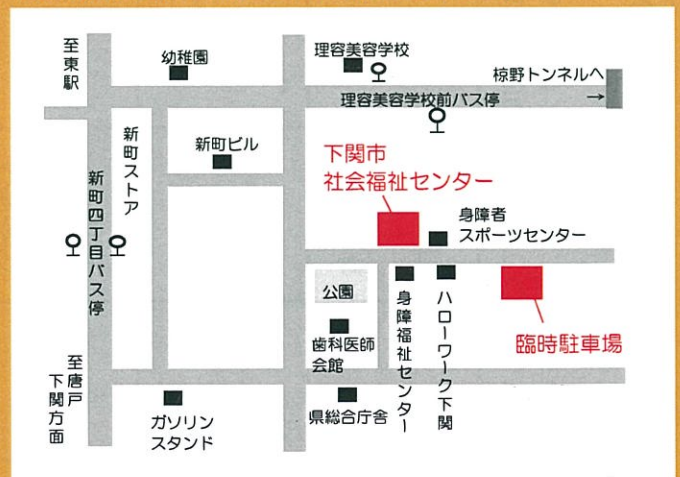 至東駅
幼稚園
理容美容学校
椋野トンネルへ
→
理容美容学校前バス停
新町ストア
新町ビル
下関市
社会福祉センター
身障者
スポーツセンター
新町四丁目バス停
公園
身障福祉センター
ハローワーク下関
臨時駐車場
歯科医師
会館
至唐戸
下関方面
ガソリン
スタンド
県総合庁舎